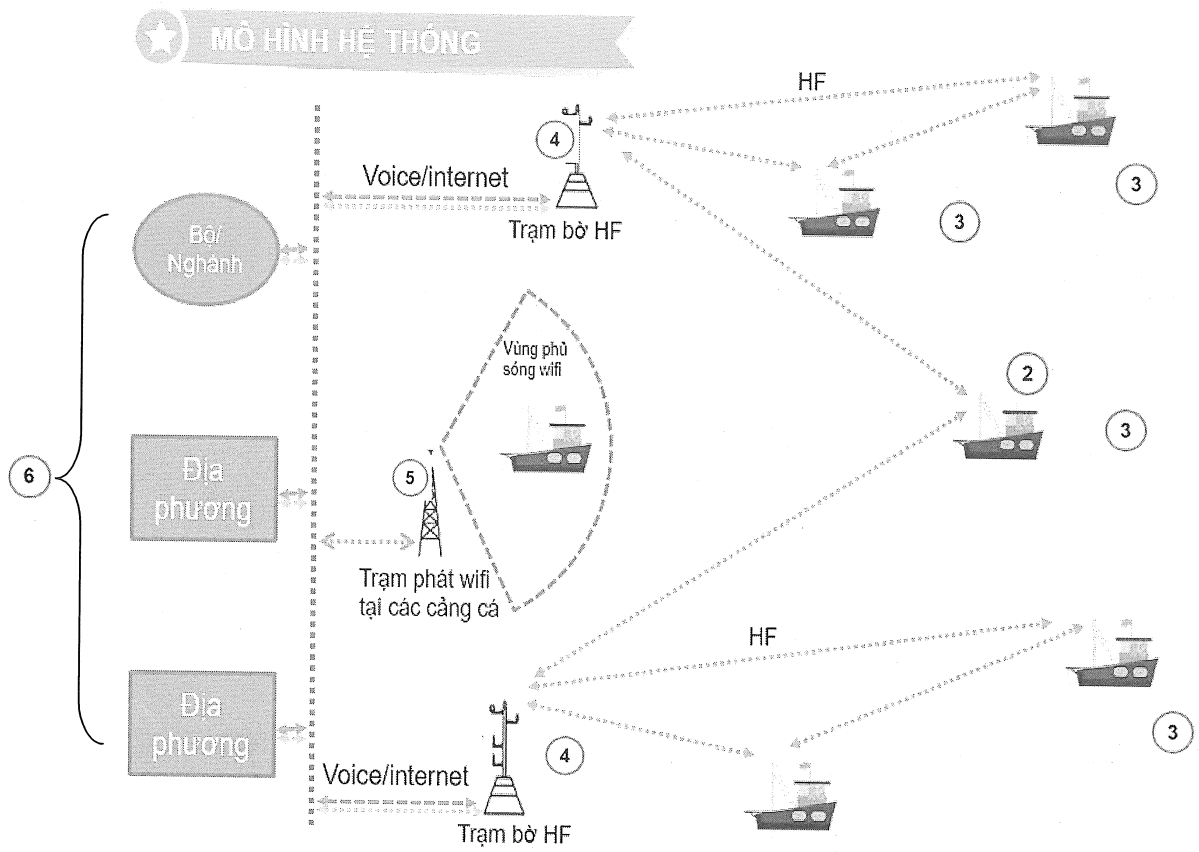 MÔ HÌNH HỆ THỐNG
HF
4
Voice/internet
3
Trạm bờ HF
3
Bộ/
Nghành
Vùng phủ
sóng wifi
2
3
6
Địa
phương
5
Trạm phát wifi
tại các cảng cá
HF
Địa
phương
3
4
Voice/internet
Trạm bờ HF